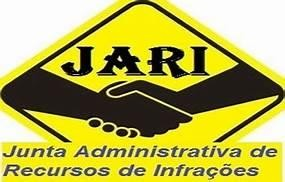 JARI
Junta Administrativa de
Recursos de Infrações